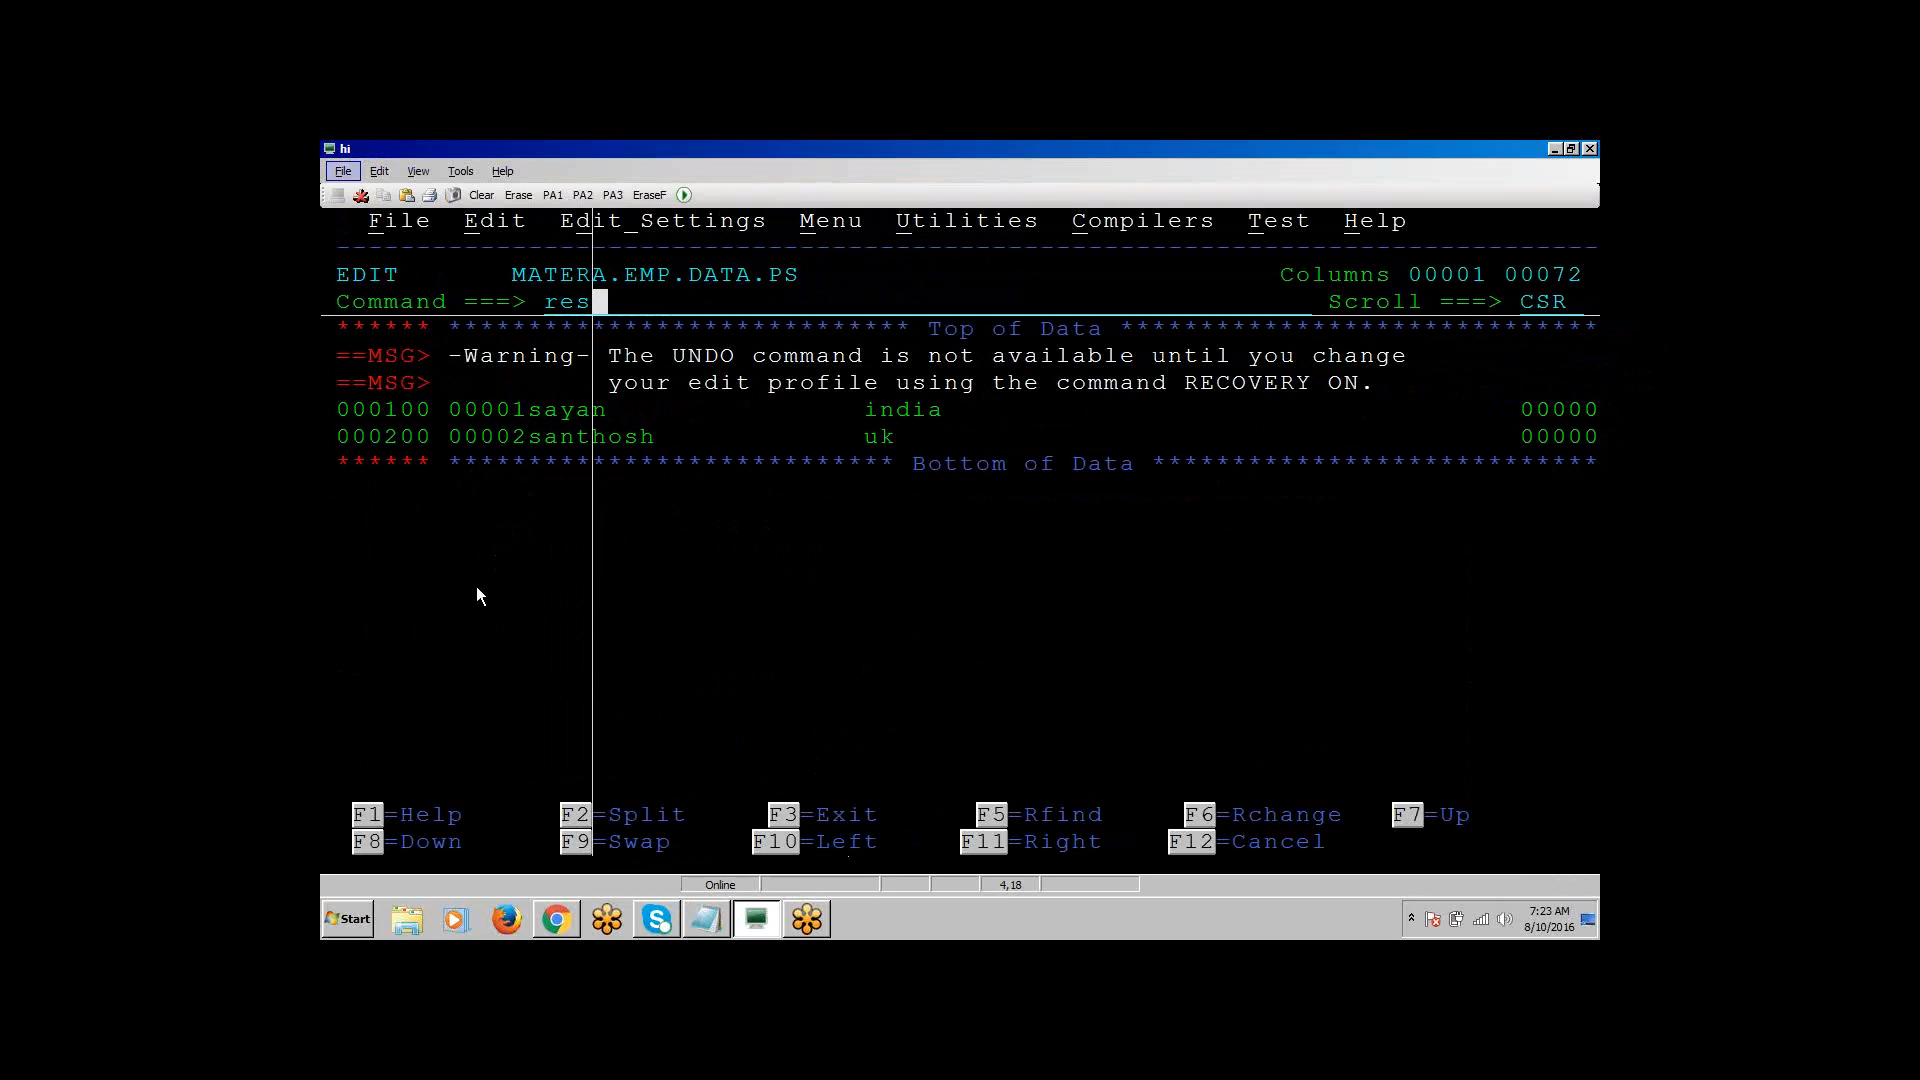 hi
File Edit View Tools Help
Clear Erase PA1 PA2 PA3 EraseF
File Edit Edit_Settings Menu Utilities Compilers Test Help
--------------------------------------------------------------------------------
EDIT MATERA.EMP.DATA.PS Columns 00001 00072
Command ===> res Scroll ===> CSR
****** ***************************** Top of Data ******************************
==MSG> -Warning- The UNDO command is not available until you change
==MSG> your edit profile using the command RECOVERY ON.
000100 00001sayan india 00000
000200 00002santhosh uk 00000
****** **************************** Bottom of Data ****************************
F1=Help F2=Split F3=Exit F5=Rfind F6=Rchange F7=Up
F8=Down F9=Swap F10=Left F11=Right F12=Cancel
Online 4,18
Start 7:23 AM
8/10/2016